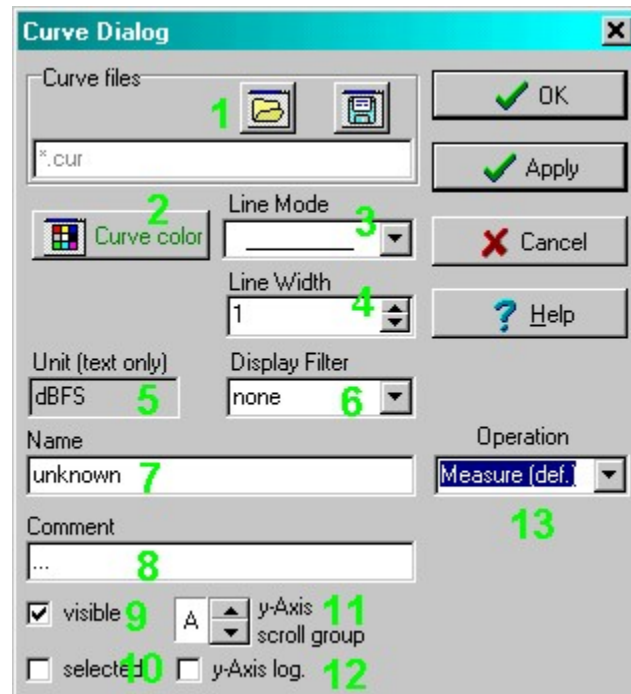 Curve Dialog
Curve files
1
*.cur
OK
Apply
2
Curve color
Line Mode
3
Cancel
Line Width
1
4
Help
Unit (text only)
dBFS
5
Display Filter
none
6
Name
unknown
7
Operation
Measure (def.)
13
Comment
...
8
visible
9
A
y-Axis
scroll group
11
selected
10
y-Axis log.
12